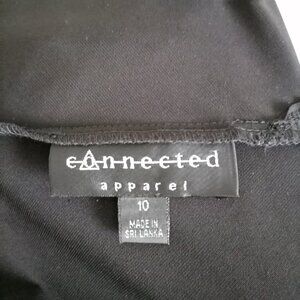 connected
apparel
10
MADE IN
SRI LANKA